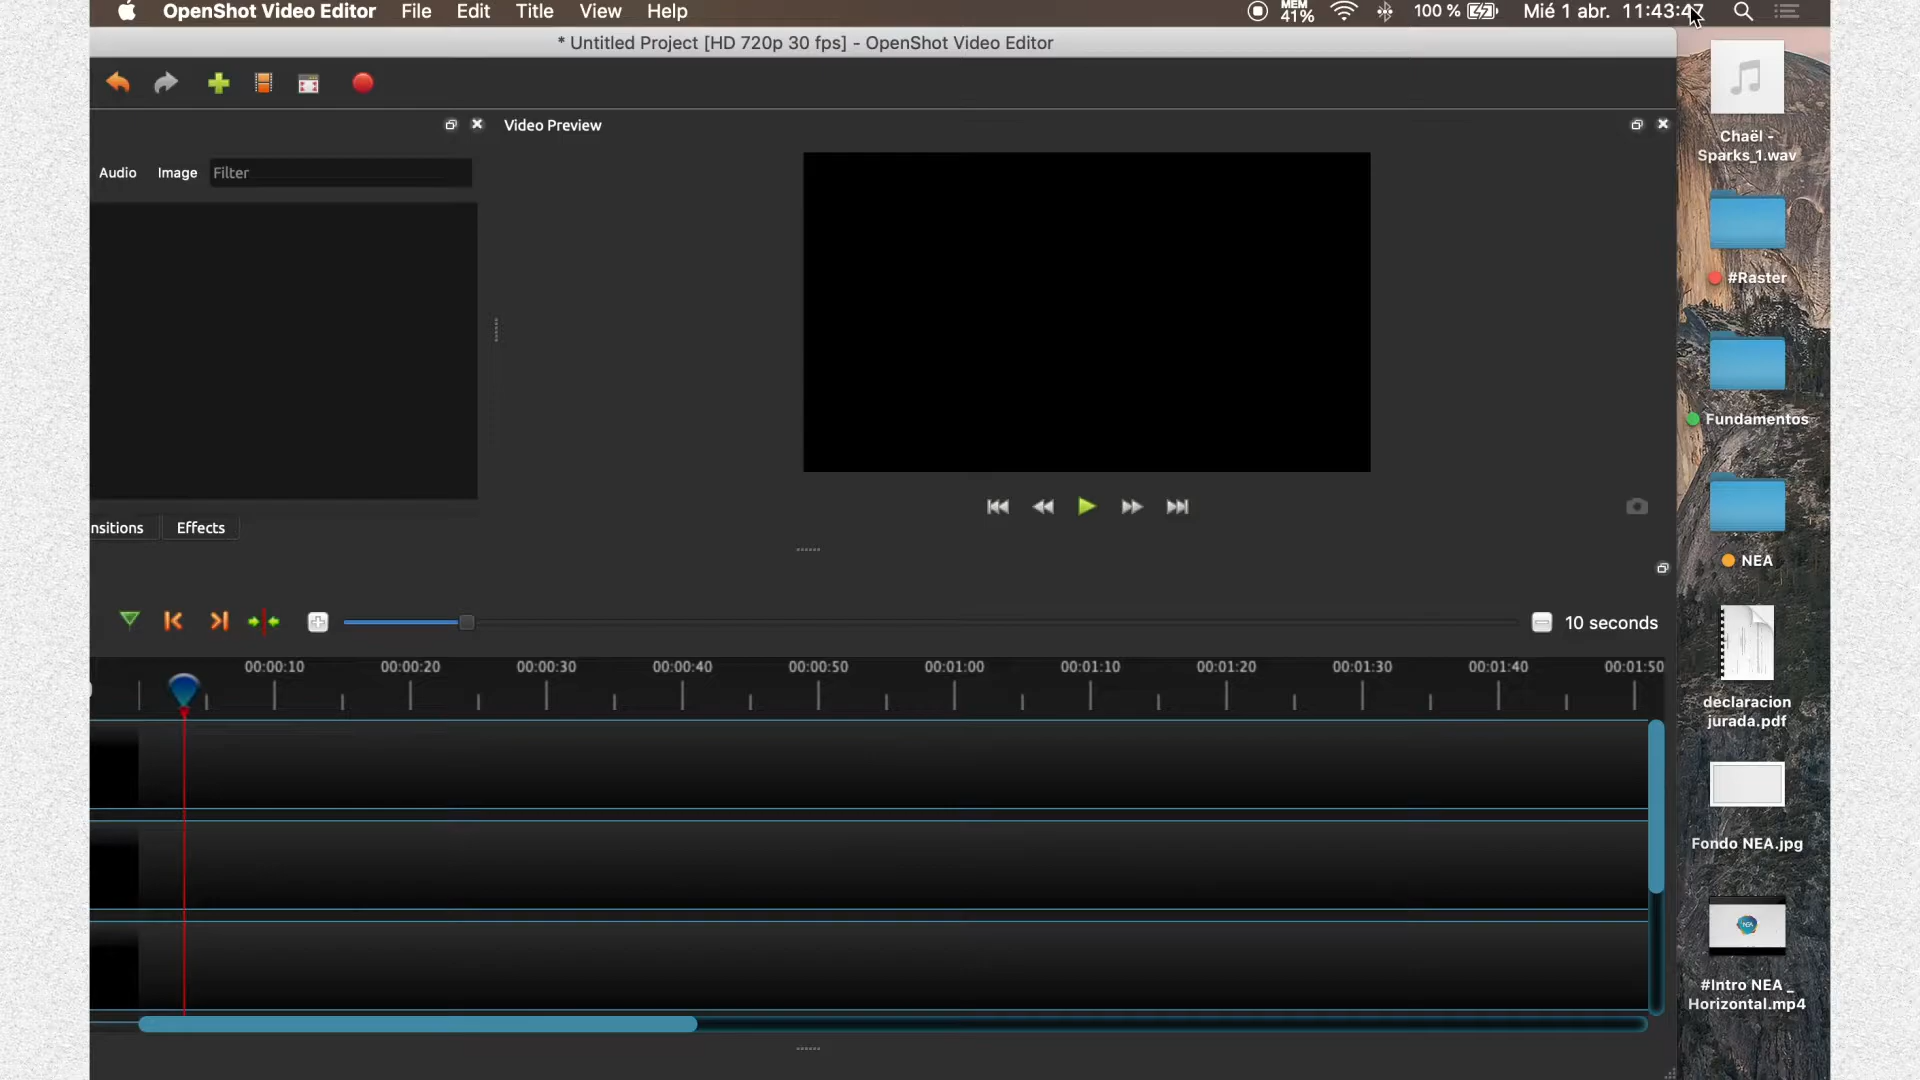 OpenShot Video Editor File Edit Title View Help MEM 41% 100 % Mié 1 abr. 11:43:47
* Untitled Project [HD 720p 30 fps] - OpenShot Video Editor
Video Preview
Audio Image Filter
nsitions Effects
10 seconds
00:00:10 00:00:20 00:00:30 00:00:40 00:00:50 00:01:00 00:01:10 00:01:20 00:01:30 00:01:40 00:01:50
Chaël -
Sparks_1.wav
#Raster
Fundamentos
NEA
declaracion
jurada.pdf
Fondo NEA.jpg
NEA
#Intro NEA _
Horizontal.mp4